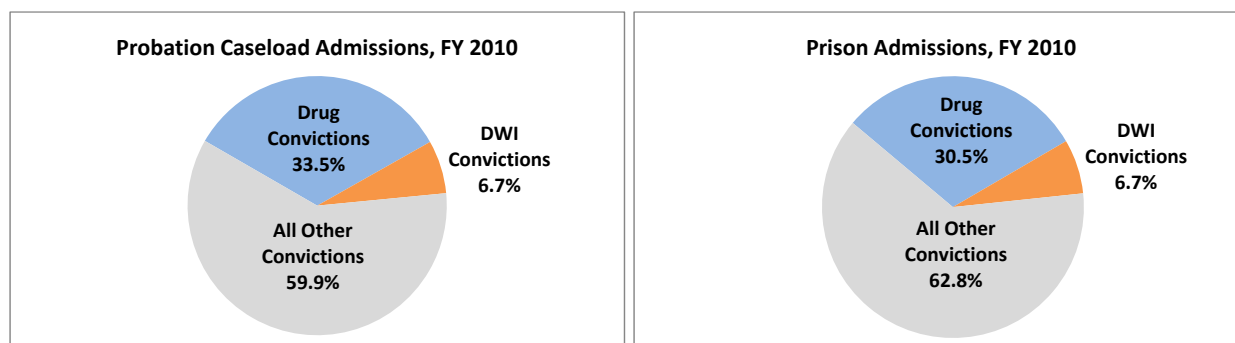 Probation Caseload Admissions, FY 2010
Drug
Convictions
33.5%
DWI
Convictions
6.7%
All Other
Convictions
59.9%
Prison Admissions, FY 2010
Drug
Convictions
30.5%
DWI
Convictions
6.7%
All Other
Convictions
62.8%